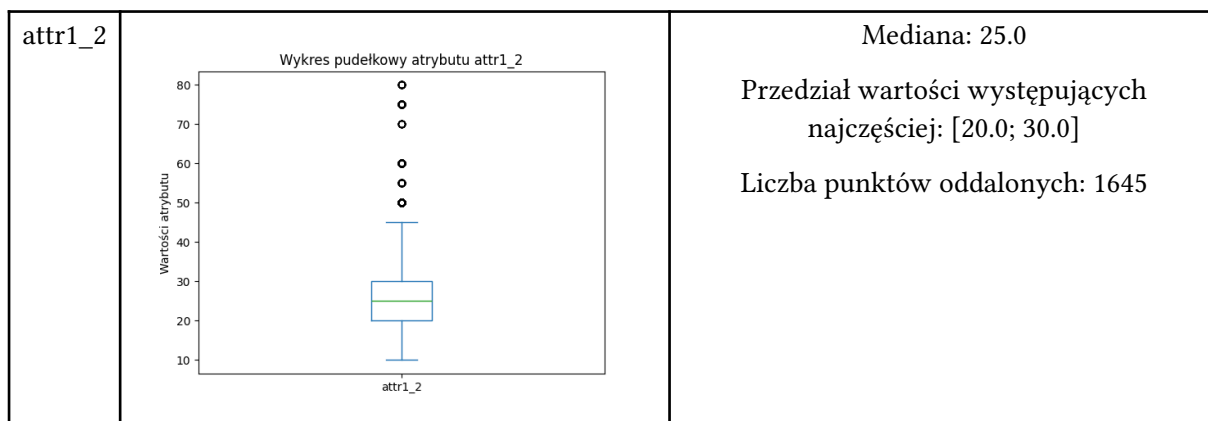 attr1_2
Wykres pudełkowy atrybutu attr1_2
Wartości atrybutu
80
70
60
50
40
30
20
10
attr1_2
Mediana: 25.0
Przedział wartości występujących
najczęściej: [20.0; 30.0]
Liczba punktów oddalonych: 1645